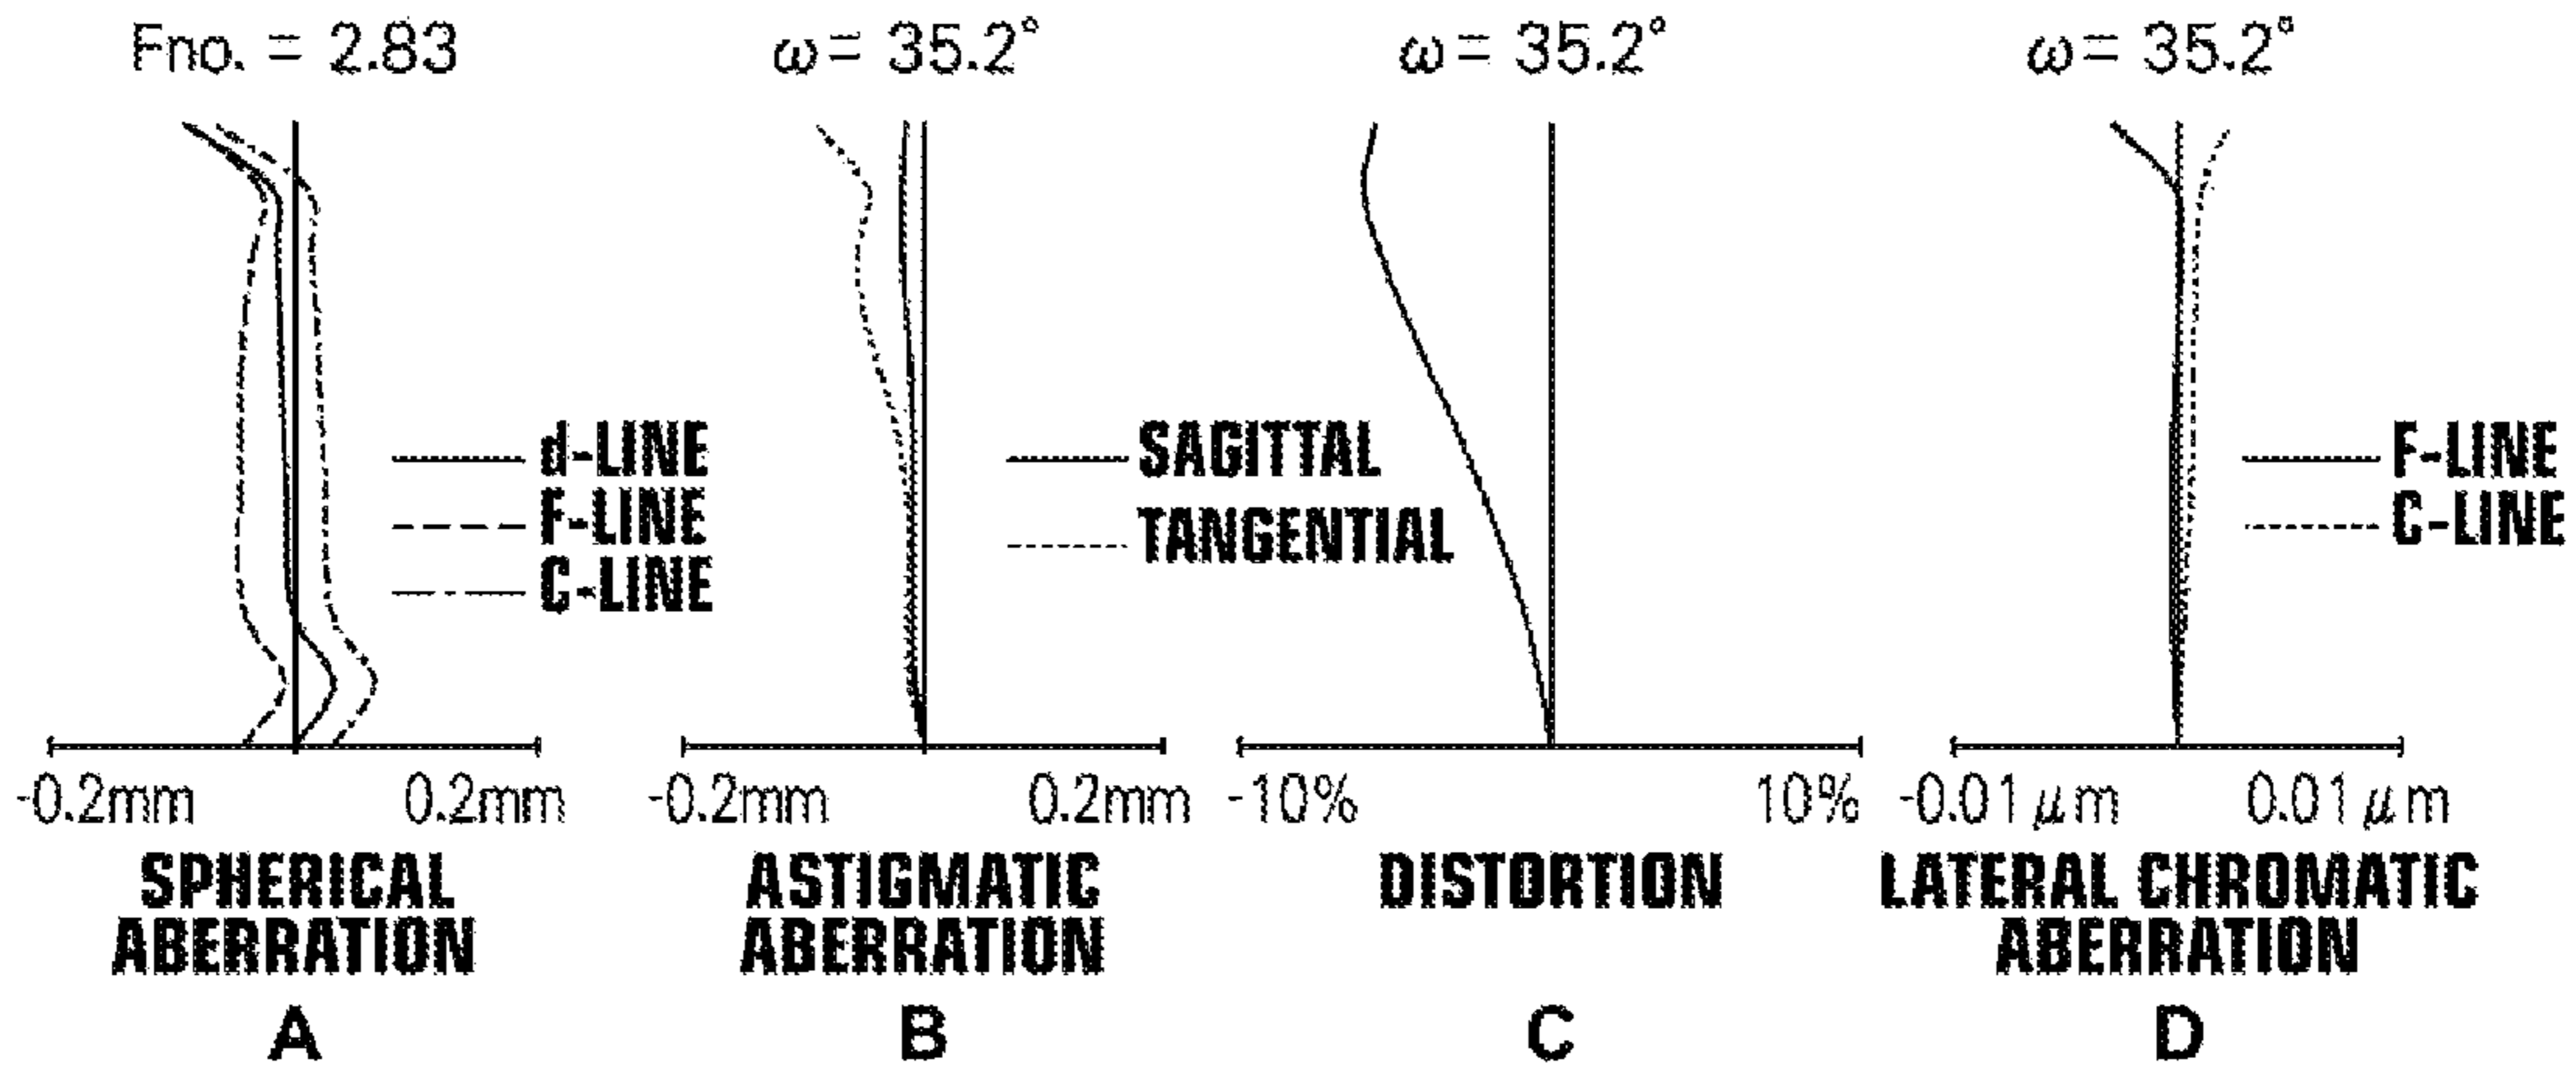 Fno. = 2.83
d-LINE
F-LINE
C-LINE
-0.2mm 0.2mm
SPHERICAL
ABERRATION
A
ω = 35.2°
SAGITTAL
TANGENTIAL
-0.2mm 0.2mm
ASTIGMATIC
ABERRATION
B
ω = 35.2°
-10% 10%
DISTORTION
C
ω = 35.2°
F-LINE
C-LINE
-0.01 μm 0.01 μm
LATERAL CHROMATIC
ABERRATION
D